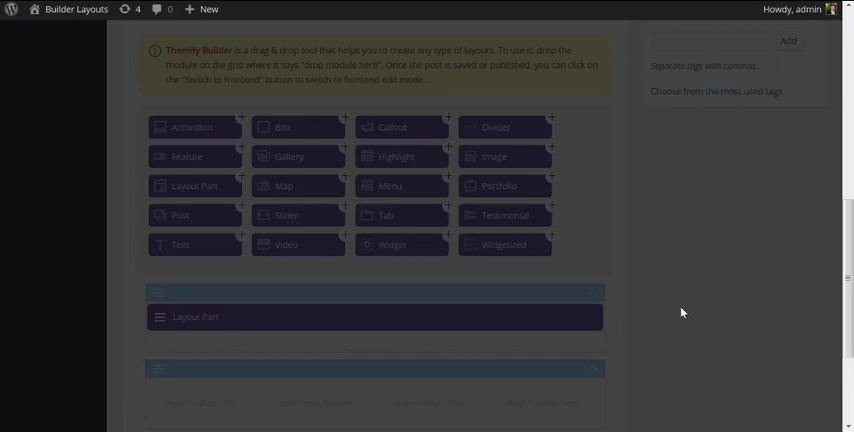 Builder Layouts 4 0 New Howdy, admin
Themify Builder is a drag & drop tool that helps you to create any type of layouts. To use it: drop the
module on the grid where it says "drop module here". Once the post is saved or published, you can click on
the "Switch to frontend" button to switch to frontend edit mode.
Add
Separate tags with commas
Choose from the most used tags
Accordion Box Callout Divider
Feature Gallery Highlight Image
Layout Part Map Menu Portfolio
Post Slider Tab Testimonial
Text Video Widget Widgetized
Layout Part